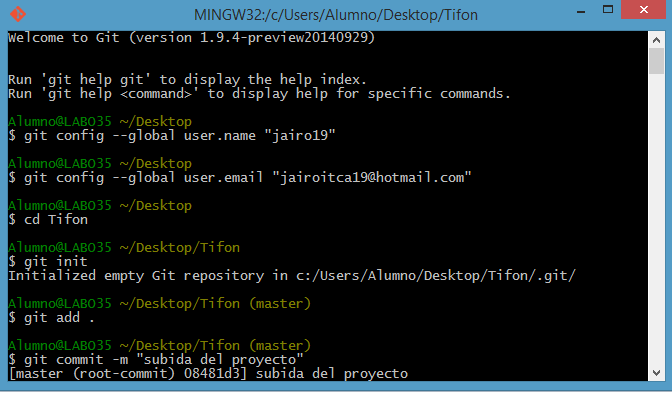 MINGW32:/c/Users/Alumno/Desktop/Tifon
Welcome to Git (version 1.9.4-preview20140929)
Run 'git help git' to display the help index.
Run 'git help <command>' to display help for specific commands.
Alumno@LABO35 ~/Desktop
$ git config --global user.name "jairo19"
Alumno@LABO35 ~/Desktop
$ git config --global user.email "jairoitca19@hotmail.com"
Alumno@LABO35 ~/Desktop
$ cd Tifon
Alumno@LABO35 ~/Desktop/Tifon
$ git init
Initialized empty Git repository in c:/Users/Alumno/Desktop/Tifon/.git/
Alumno@LABO35 ~/Desktop/Tifon (master)
$ git add .
Alumno@LABO35 ~/Desktop/Tifon (master)
$ git commit -m "subida del proyecto"
[master (root-commit) 08481d3] subida del proyecto